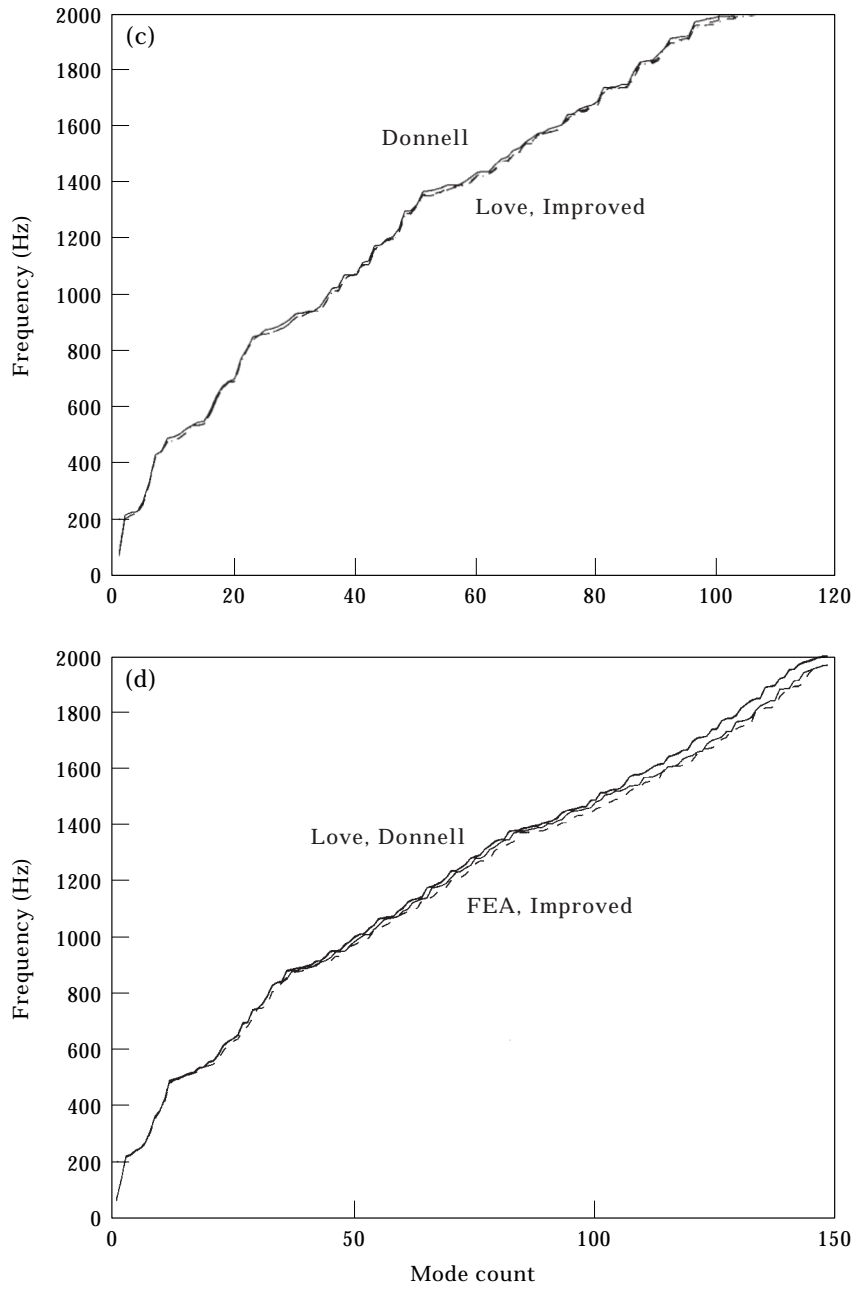 (c)
2000
1800
1600
1400
1200
1000
800
600
400
200
0
Frequency (Hz)
Donnell
Love, Improved
0 20 40 60 80 100 120
(d)
2000
1800
1600
1400
1200
1000
800
600
400
200
0
Frequency (Hz)
Love, Donnell
FEA, Improved
0 50 100 150
Mode count